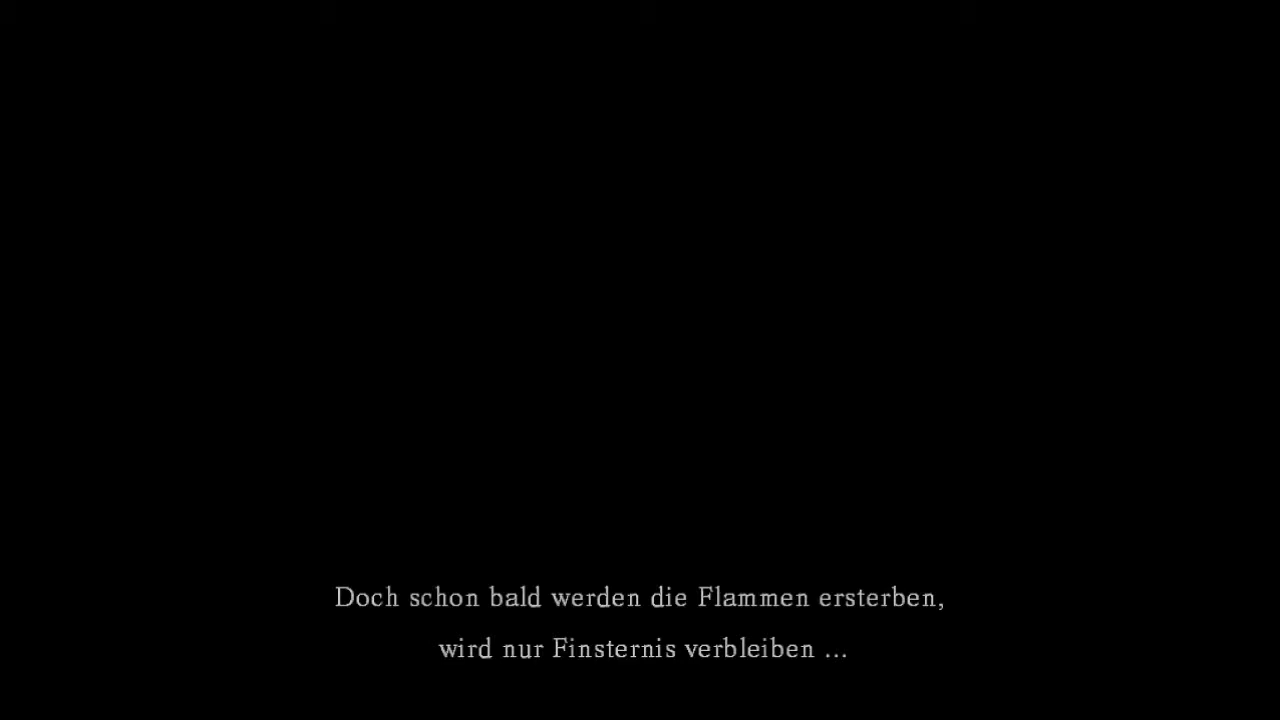 Doch schon bald werden die Flammen ersterben,
wird nur Finsternis verbleiben ...